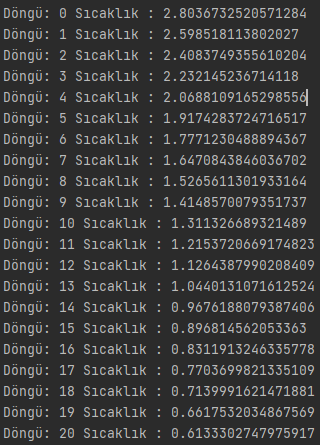 Döngü: 0 Sıcaklık : 2.8036732520571284
Döngü: 1 Sıcaklık : 2.598518113802027
Döngü: 2 Sıcaklık : 2.4083749355610204
Döngü: 3 Sıcaklık : 2.232145236714118
Döngü: 4 Sıcaklık : 2.0688109165298556
Döngü: 5 Sıcaklık : 1.9174283724716517
Döngü: 6 Sıcaklık : 1.7771230488894367
Döngü: 7 Sıcaklık : 1.6470843846036702
Döngü: 8 Sıcaklık : 1.5265611301933164
Döngü: 9 Sıcaklık : 1.4148570079351737
Döngü: 10 Sıcaklık : 1.311326689321489
Döngü: 11 Sıcaklık : 1.2153720669174823
Döngü: 12 Sıcaklık : 1.1264387990208409
Döngü: 13 Sıcaklık : 1.0440131071612524
Döngü: 14 Sıcaklık : 0.9676188079387406
Döngü: 15 Sıcaklık : 0.896814562053363
Döngü: 16 Sıcaklık : 0.8311913246335778
Döngü: 17 Sıcaklık : 0.7703699821335109
Döngü: 18 Sıcaklık : 0.7139991621471881
Döngü: 19 Sıcaklık : 0.6617532034867569
Döngü: 20 Sıcaklık : 0.6133302747975917